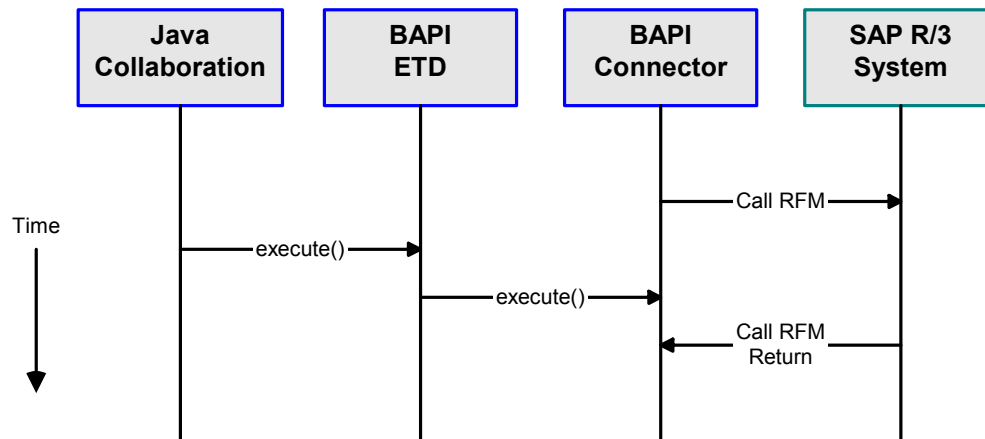 Java
Collaboration
BAPI
ETD
BAPI
Connector
SAP R/3
System
Call RFM
Time
execute()
execute()
Call RFM
Return